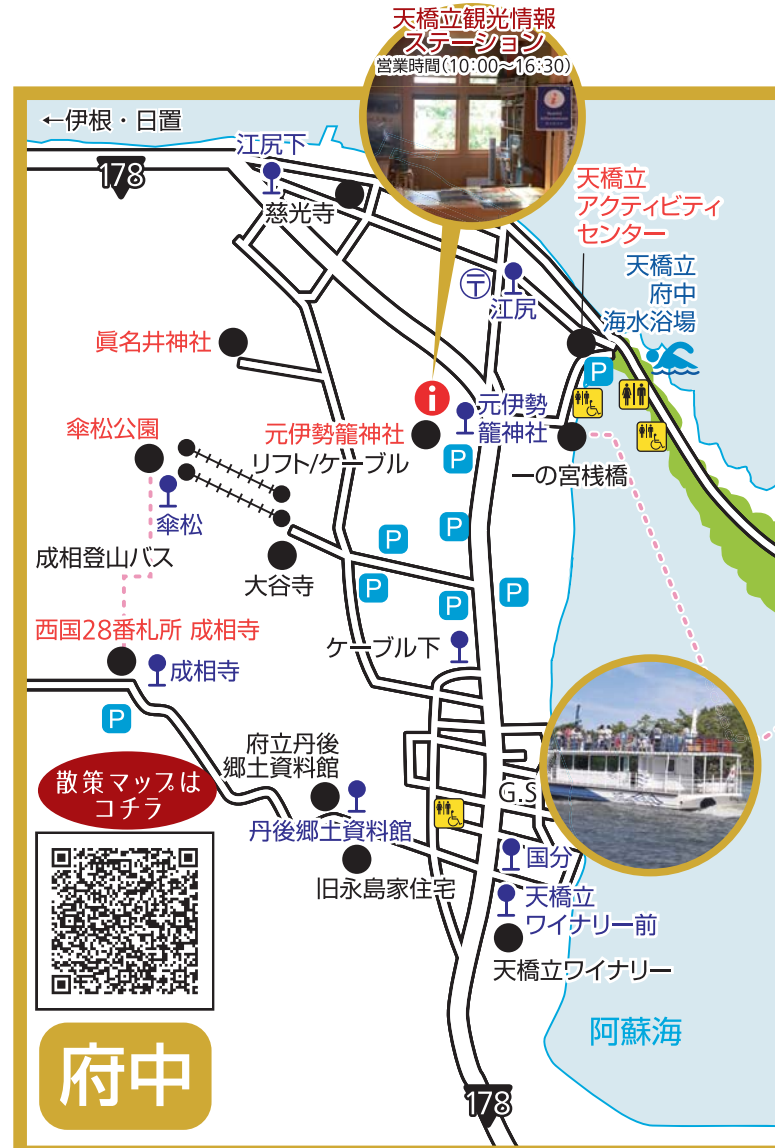 天橋立観光情報
ステーション
営業時間(10:00〜16:30)
←伊根・日置
江尻下
178
慈光寺
天橋立
アクティビティ
センター
天橋立
府中
海水浴場
〒
江尻
眞名井神社
P
i
元伊勢
籠神社
傘松公園
元伊勢籠神社
リフト/ケーブル
P
一の宮桟橋
傘松
成相登山バス
P
P
大谷寺
P
P
P
西国28番札所 成相寺
ケーブル下
成相寺
P
府立丹後
郷土資料館
散策マップは
コチラ
G.S
丹後郷土資料館
国分
旧永島家住宅
天橋立
ワイナリー前
天橋立ワイナリー
阿蘇海
府中
178